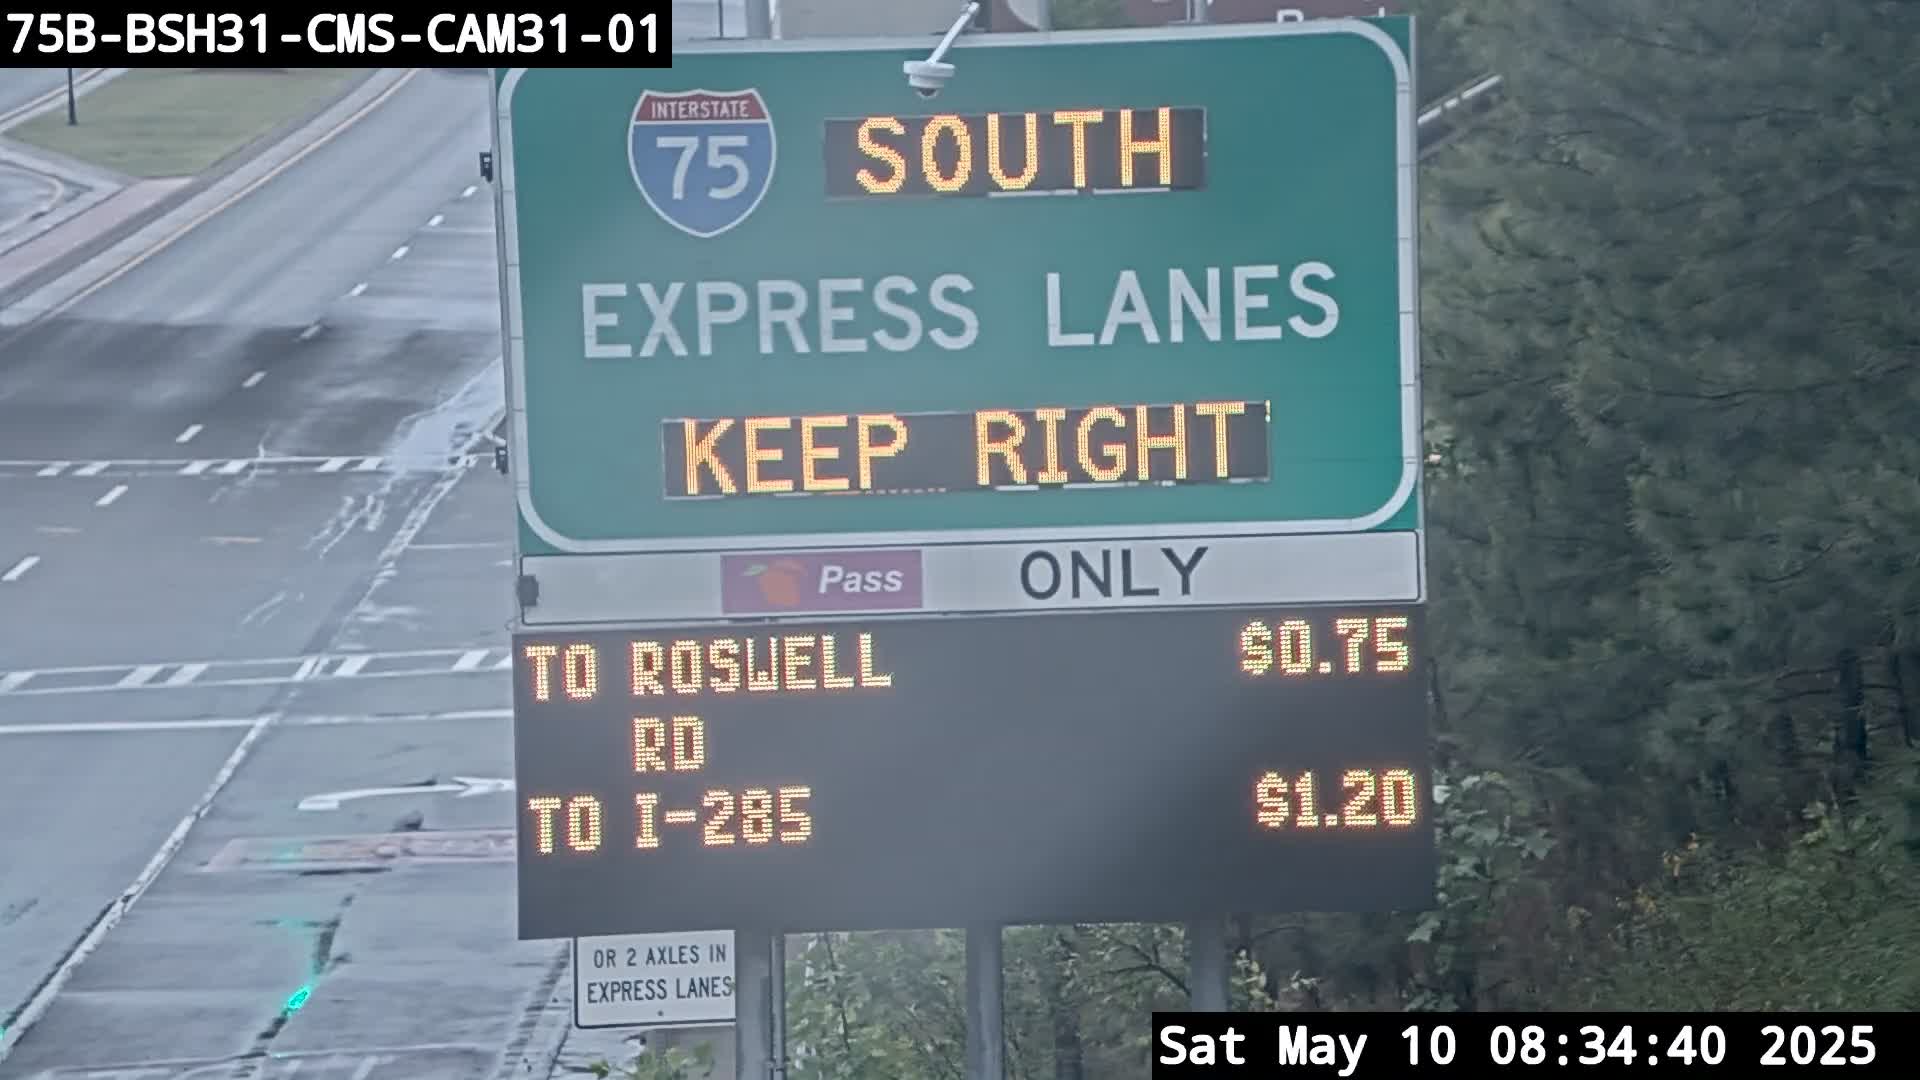 75B-BSH31-CMS-CAM31-01
INTERSTATE
75
SOUTH
EXPRESS LANES
KEEP RIGHT
Pass ONLY
TO ROSWELL $0.75
RD
TO I-285 $1.20
OR 2 AXLES IN
EXPRESS LANES
Sat May 10 08:34:40 2025